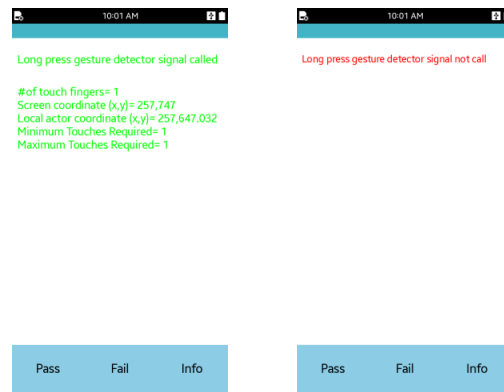 10:01 AM
Long press gesture detector signal called
#of touch fingers= 1
Screen coordinate (x,y)= 257,747
Local actor coordinate (x,y)= 257,647.032
Minimum Touches Required= 1
Maximum Touches Required= 1
Pass Fail Info
10:01 AM
Long press gesture detector signal not call
Pass Fail Info